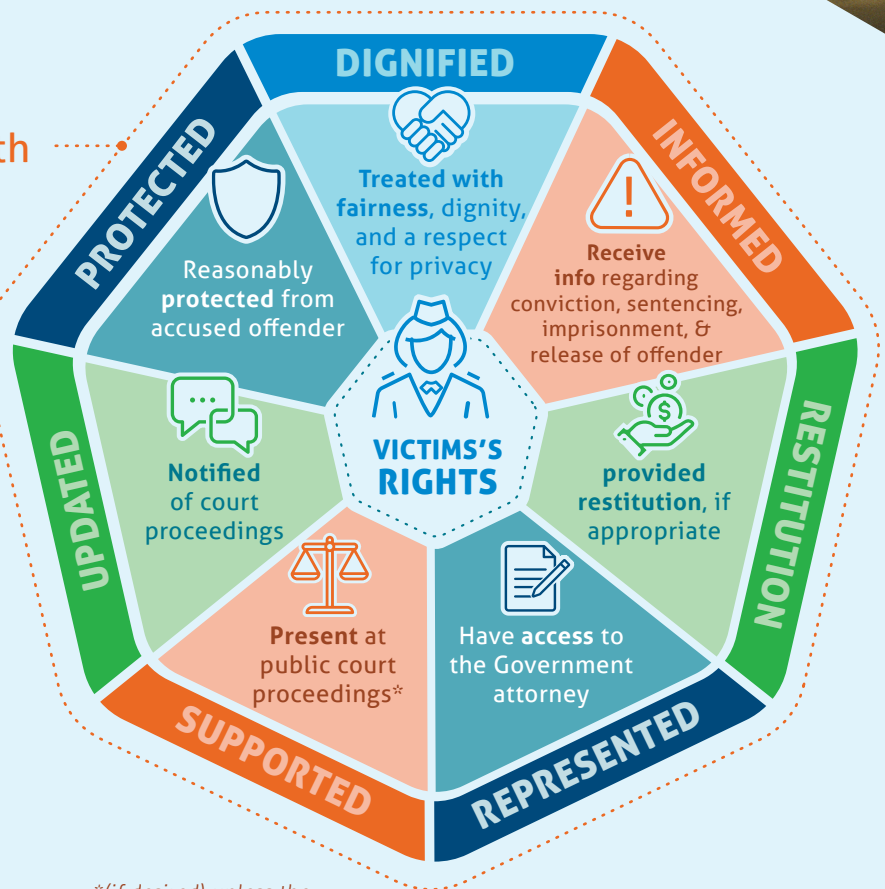 DIGNIFIED
Treated with
fairness, dignity,
and a respect
for privacy
INFORMED
Receive
info regarding
conviction, sentencing,
imprisonment, &
release of offender
RESTITUTION
provided
restitution, if
appropriate
REPRESENTED
Have access to
the Government
attorney
SUPPORTED
Present at
public court
proceedings*
UPDATED
Notified
of court
proceedings
PROTECTED
Reasonably
protected from
accused offender
VICTIMS'S
RIGHTS